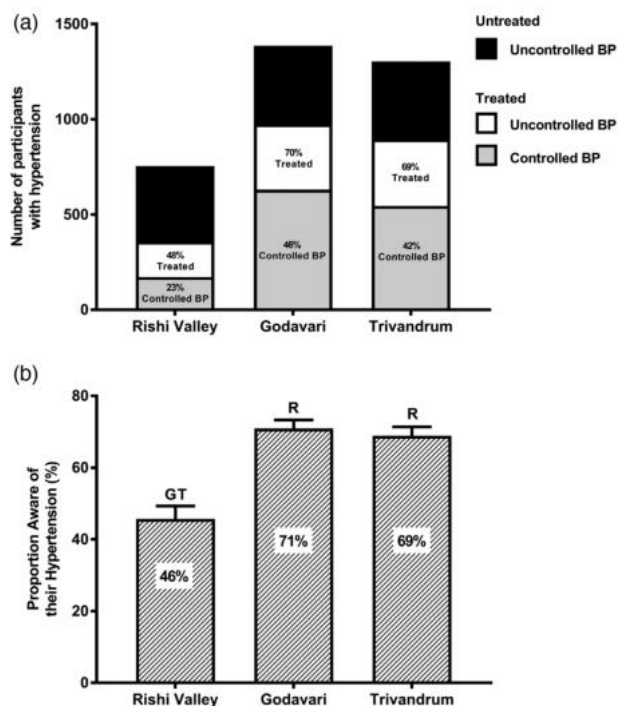 (a)
1500
1000
500
0
Number of participants
with hypertension
48%
Treated
23%
Controlled BP
70%
Treated
46%
Controlled BP
69%
Treated
42%
Controlled BP
Rishi Valley
Godavari
Trivandrum
Untreated
Uncontrolled BP
Treated
Uncontrolled BP
Controlled BP
(b)
80
60
40
20
0
Proportion Aware of
their Hypertension (%)
GT
R
R
46%
71%
69%
Rishi Valley
Godavari
Trivandrum